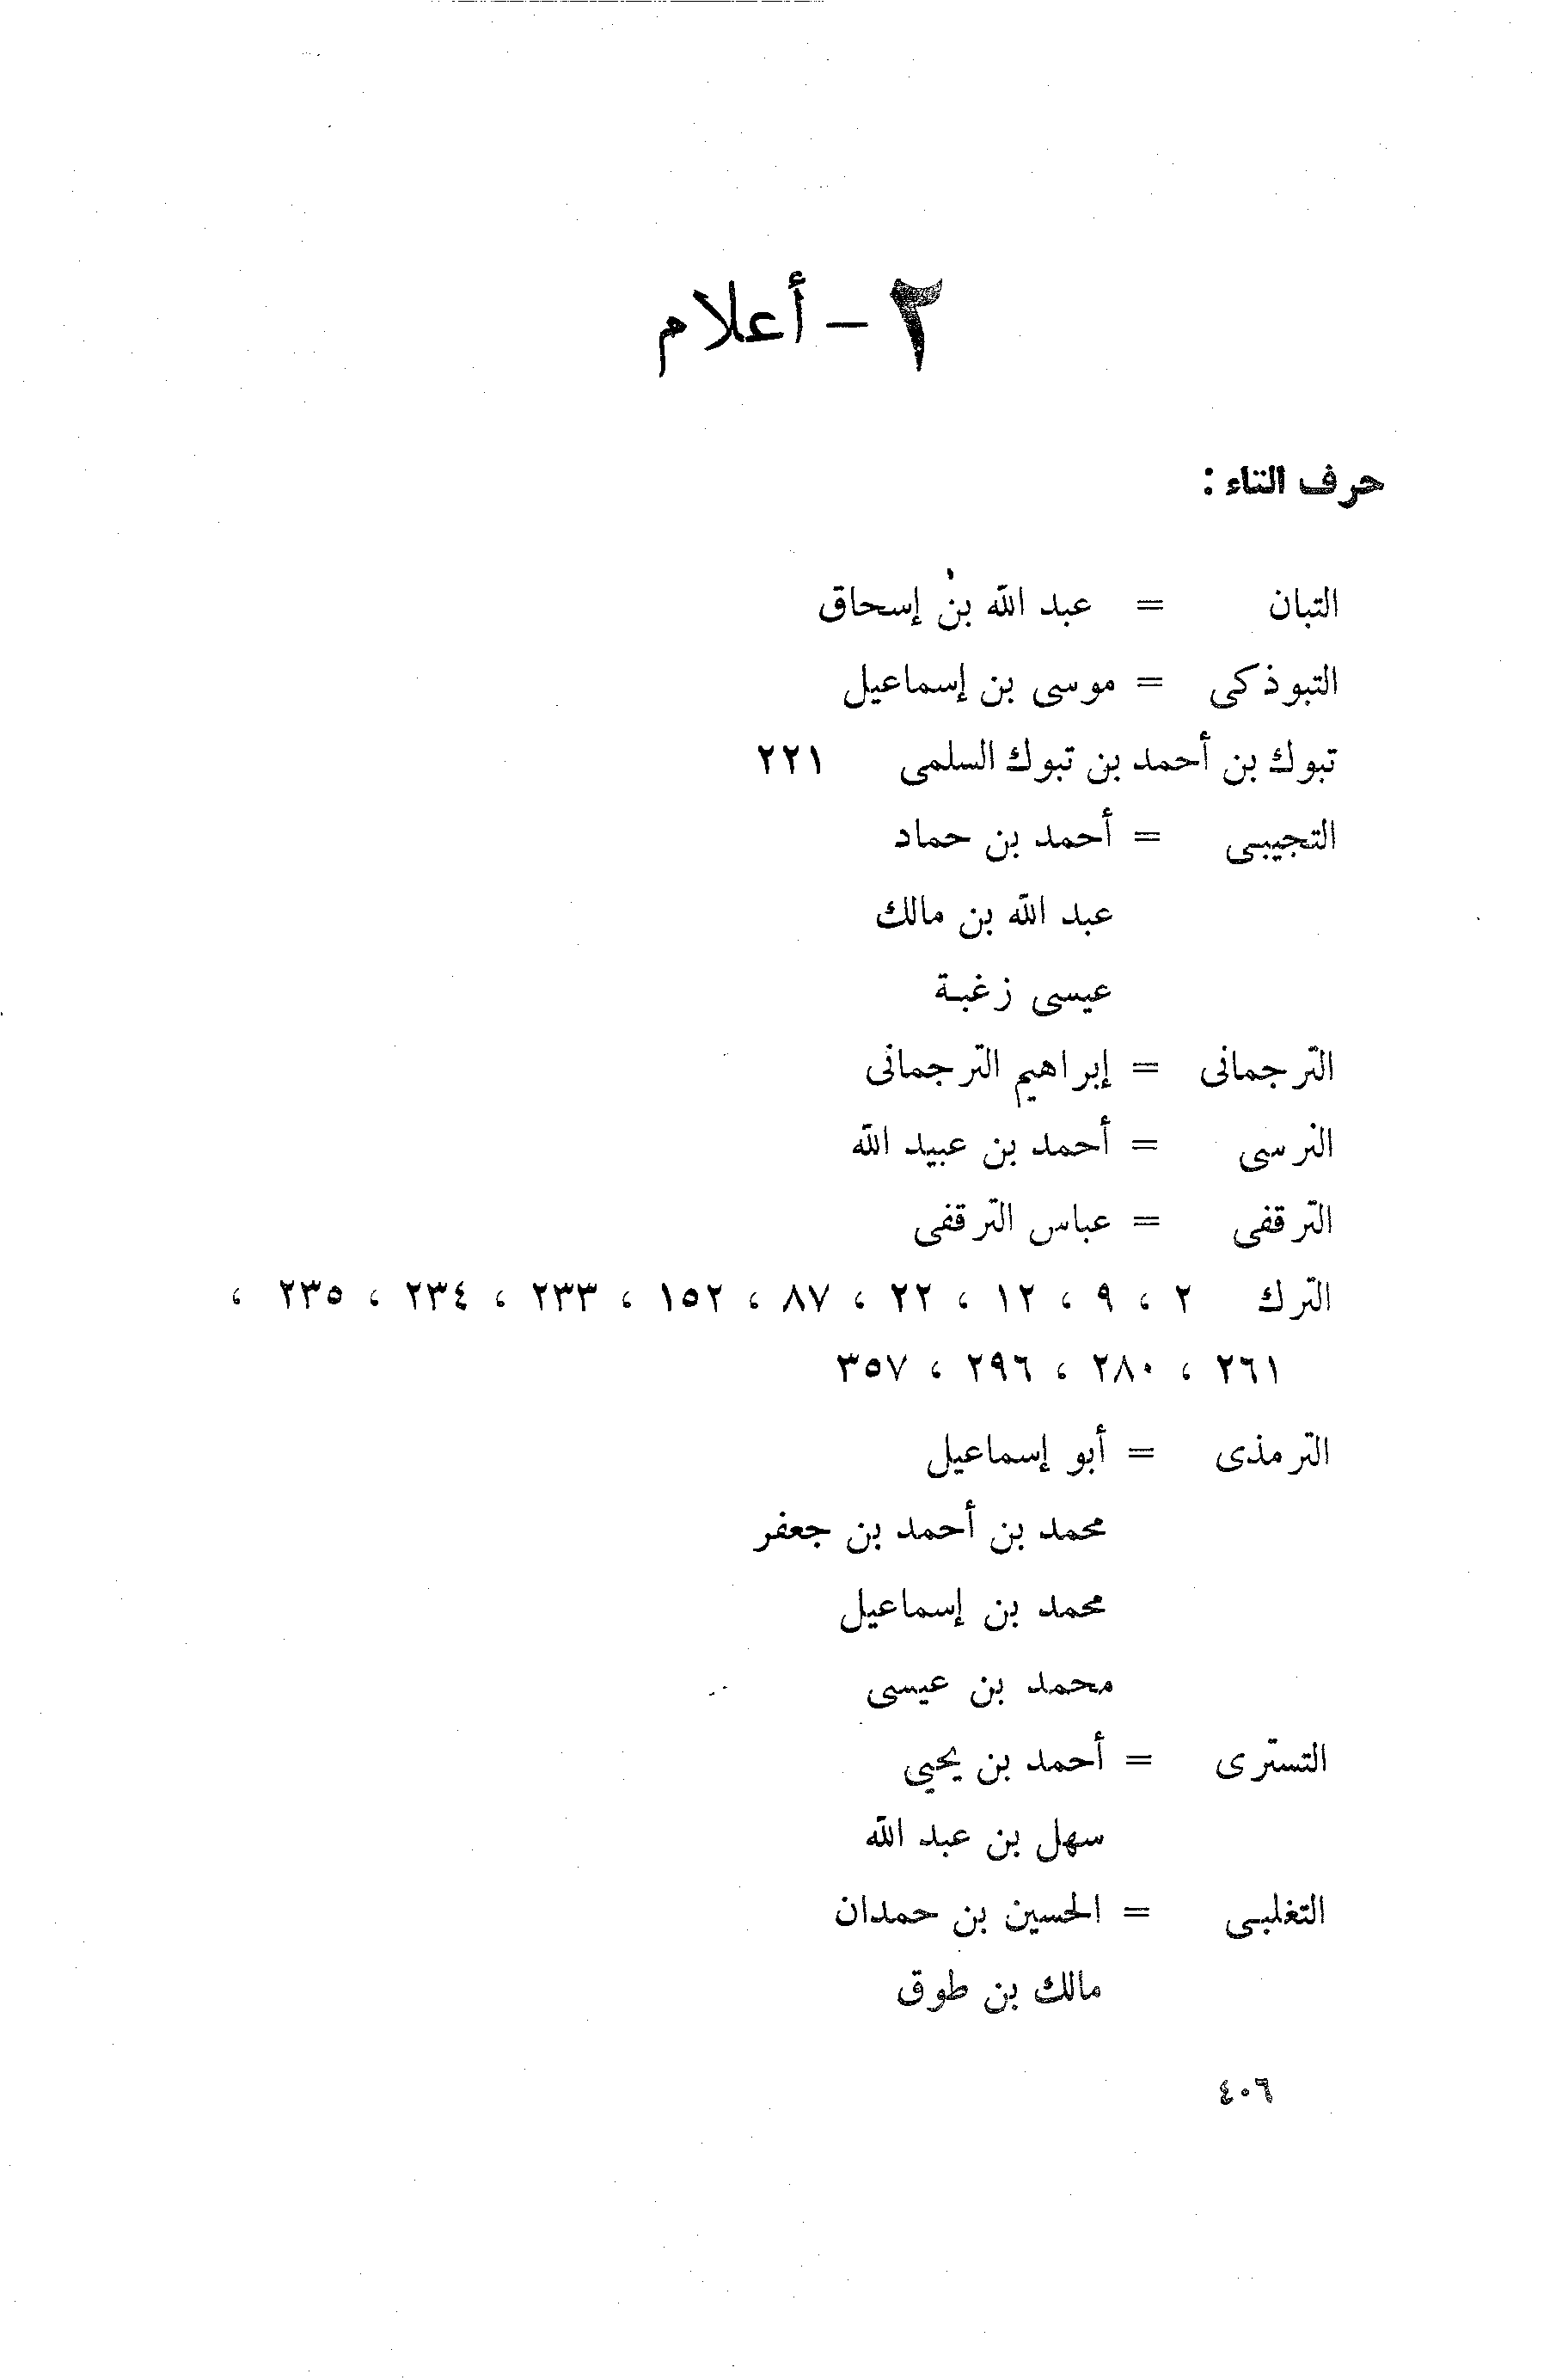 ٢ - أعلام
حرف التاء :
التبان = عبد الله بن إسحاق
التبوذكى = موسى بن إسماعيل
تبوك بن أحمد بن تبوك السلمى ٢٢١
التجيبى = أحمد بن حماد
عبد الله بن مالك
عيسى زغبة
الترجمانى = إبراهيم الترجمانى
النرسى = أحمد بن عبيد الله
الترقفى = عباس الترقفى
الترك ٢ ، ٩ ، ١٢ ، ٢٢ ، ٨٧ ، ١٥٢ ، ٢٣٣ ، ٢٣٤ ، ٢٣٥ ،
٢٦١ ، ٢٨٠ ، ٢٩٦ ، ٣٥٧
الترمذى = أبو إسماعيل
محمد بن أحمد بن جعفر
محمد بن إسماعيل
محمد بن عيسى
التسترى = أحمد بن يحيي
سهل بن عبد الله
التغلبى = الحسين بن حمدان
مالك بن طوق
٤٠٦